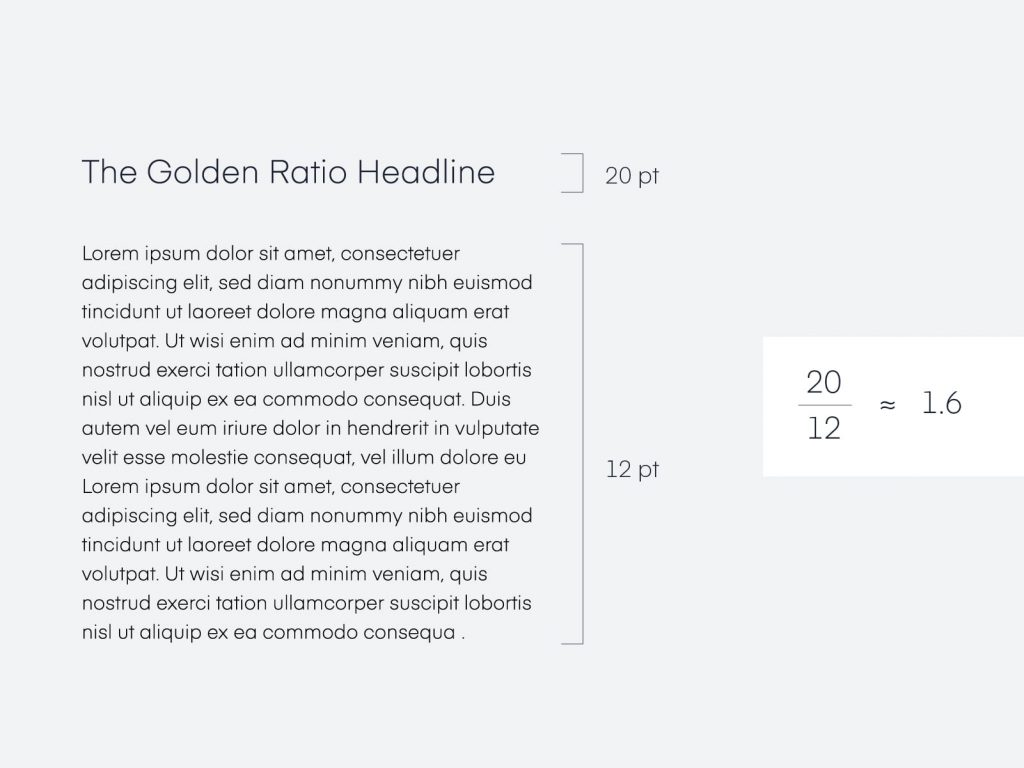 The Golden Ratio Headline
20 pt
Lorem ipsum dolor sit amet, consectetuer
adipiscing elit, sed diam nonummy nibh euismod
tincidunt ut laoreet dolore magna aliquam erat
volutpat. Ut wisi enim ad minim veniam, quis
nostrud exerci tation ullamcorper suscipit lobortis
nisl ut aliquip ex ea commodo consequat. Duis
autem vel eum iriure dolor in hendrerit in vulputate
velit esse molestie consequat, vel illum dolore eu
Lorem ipsum dolor sit amet, consectetuer
adipiscing elit, sed diam nonummy nibh euismod
tincidunt ut laoreet dolore magna aliquam erat
volutpat. Ut wisi enim ad minim veniam, quis
nostrud exerci tation ullamcorper suscipit lobortis
nisl ut aliquip ex ea commodo consequa .
12 pt
20
12
≈ 1.6